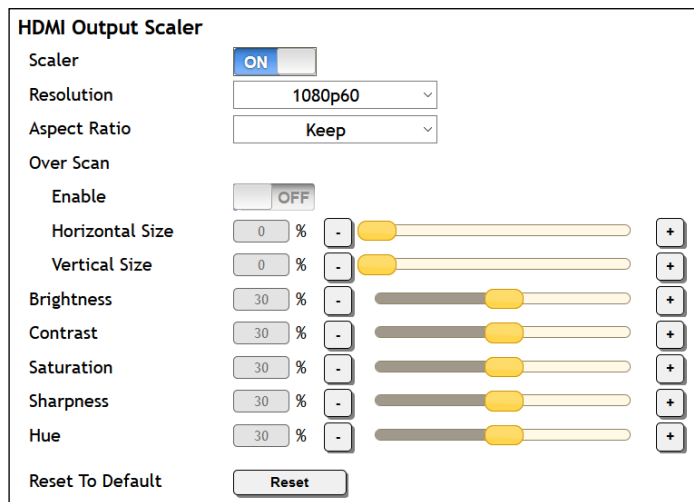 HDMI Output Scaler
Scaler ON
Resolution 1080p60
Aspect Ratio Keep
Over Scan
Enable OFF
Horizontal Size 0 % - +
Vertical Size 0 % - +
Brightness 30 % - +
Contrast 30 % - +
Saturation 30 % - +
Sharpness 30 % - +
Hue 30 % - +
Reset To Default Reset